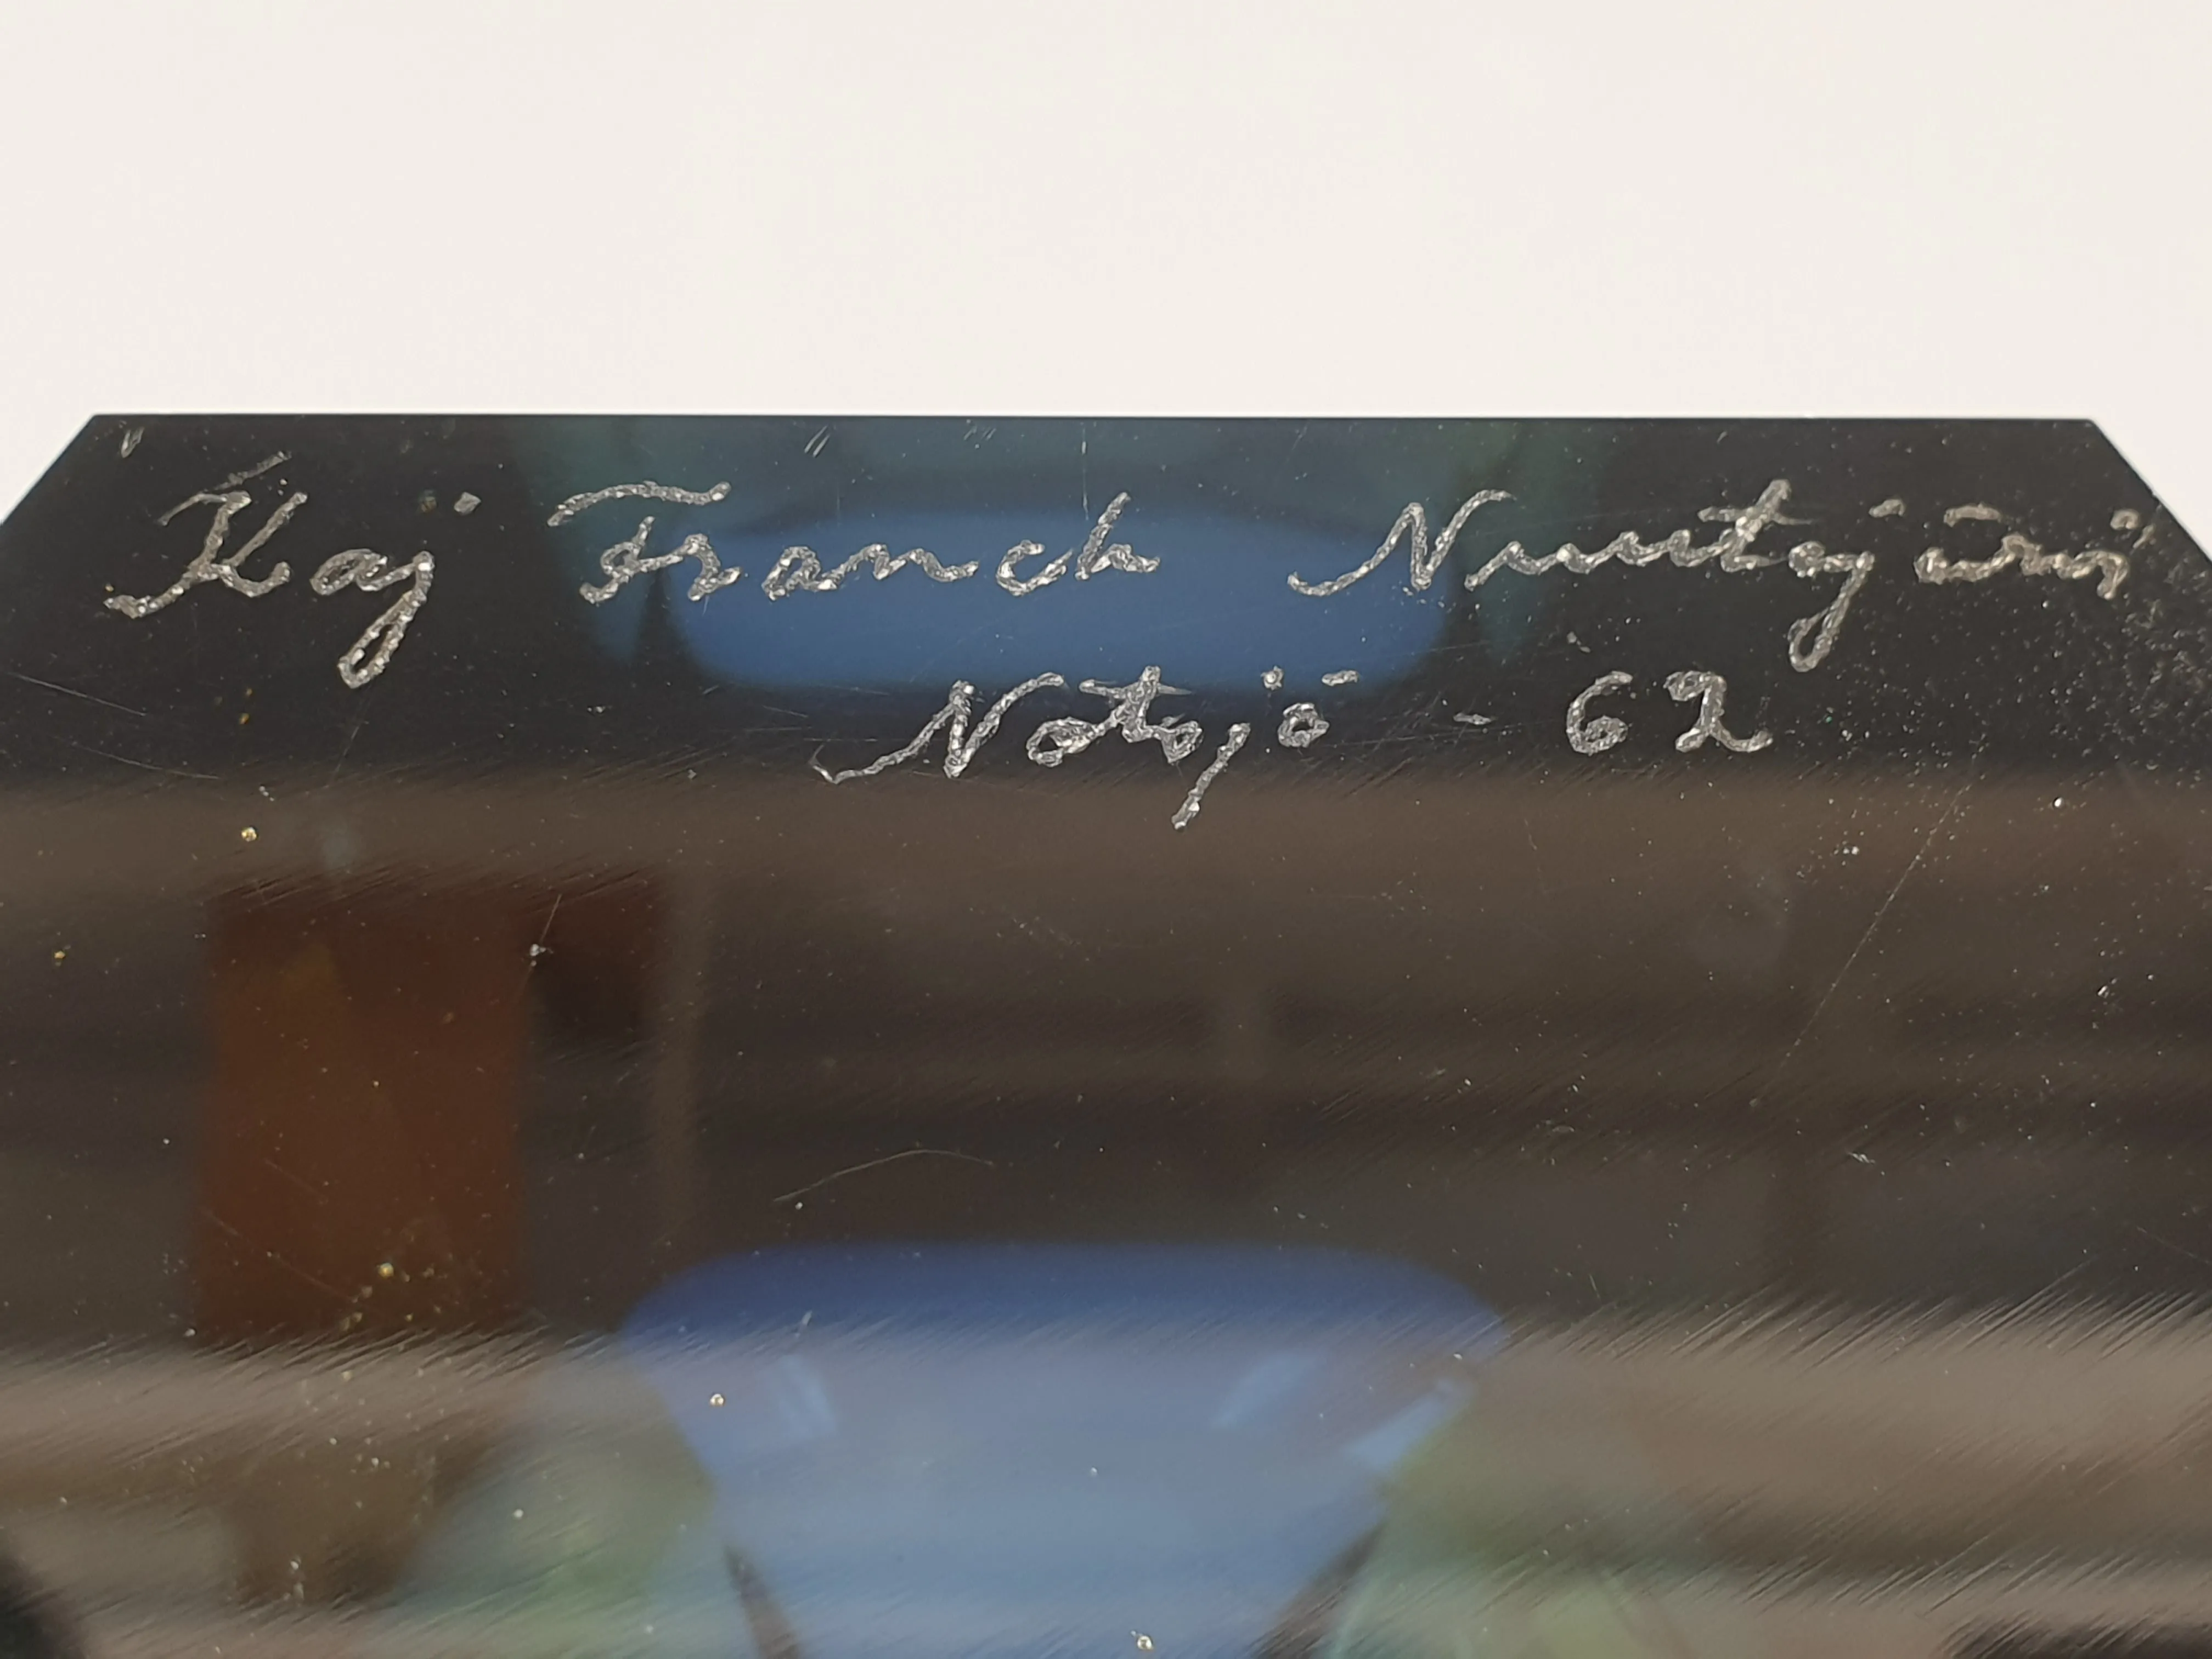 Kaj Franck Nuutajärvi
Notsjö - 62